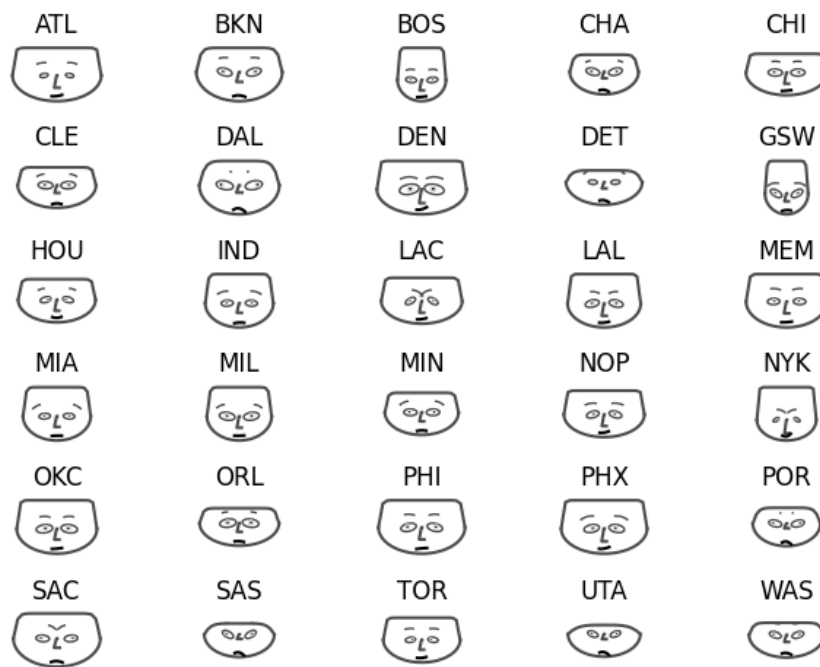 ATL BKN BOS CHA CHI
CLE DAL DEN DET GSW
HOU IND LAC LAL MEM
MIA MIL MIN NOP NYK
OKC ORL PHI PHX POR
SAC SAS TOR UTA WAS